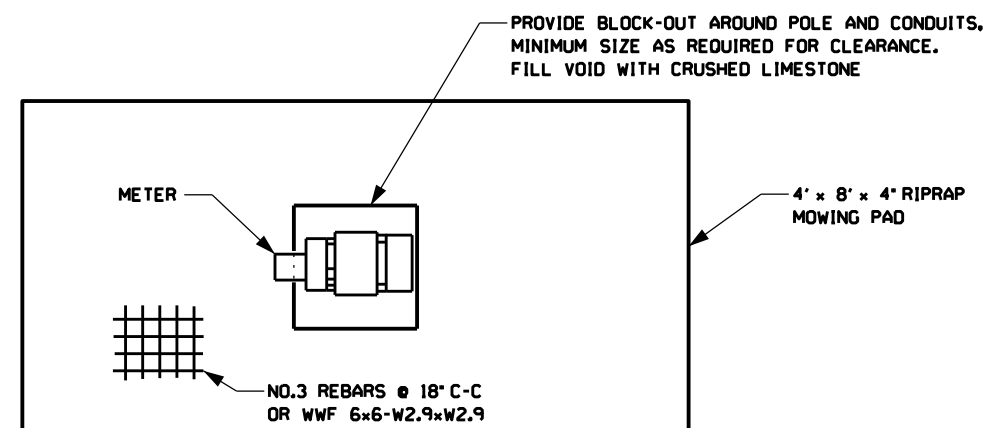 PROVIDE BLOCK-OUT AROUND POLE AND CONDUITS,
MINIMUM SIZE AS REQUIRED FOR CLEARANCE.
FILL VOID WITH CRUSHED LIMESTONE
METER
4' x 8' x 4" RIPRAP
MOWING PAD
NO.3 REBARS @ 18" C-C
OR WWF 6x6-W2.9xW2.9